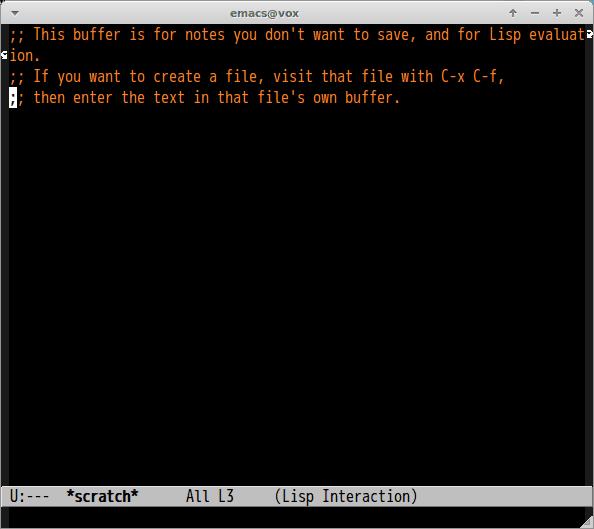 emacs@vox
;; This buffer is for notes you don't want to save, and for Lisp evaluat
ion.
;; If you want to create a file, visit that file with C-x C-f,
;; then enter the text in that file's own buffer.
U:---  *scratch*      All L3     (Lisp Interaction)